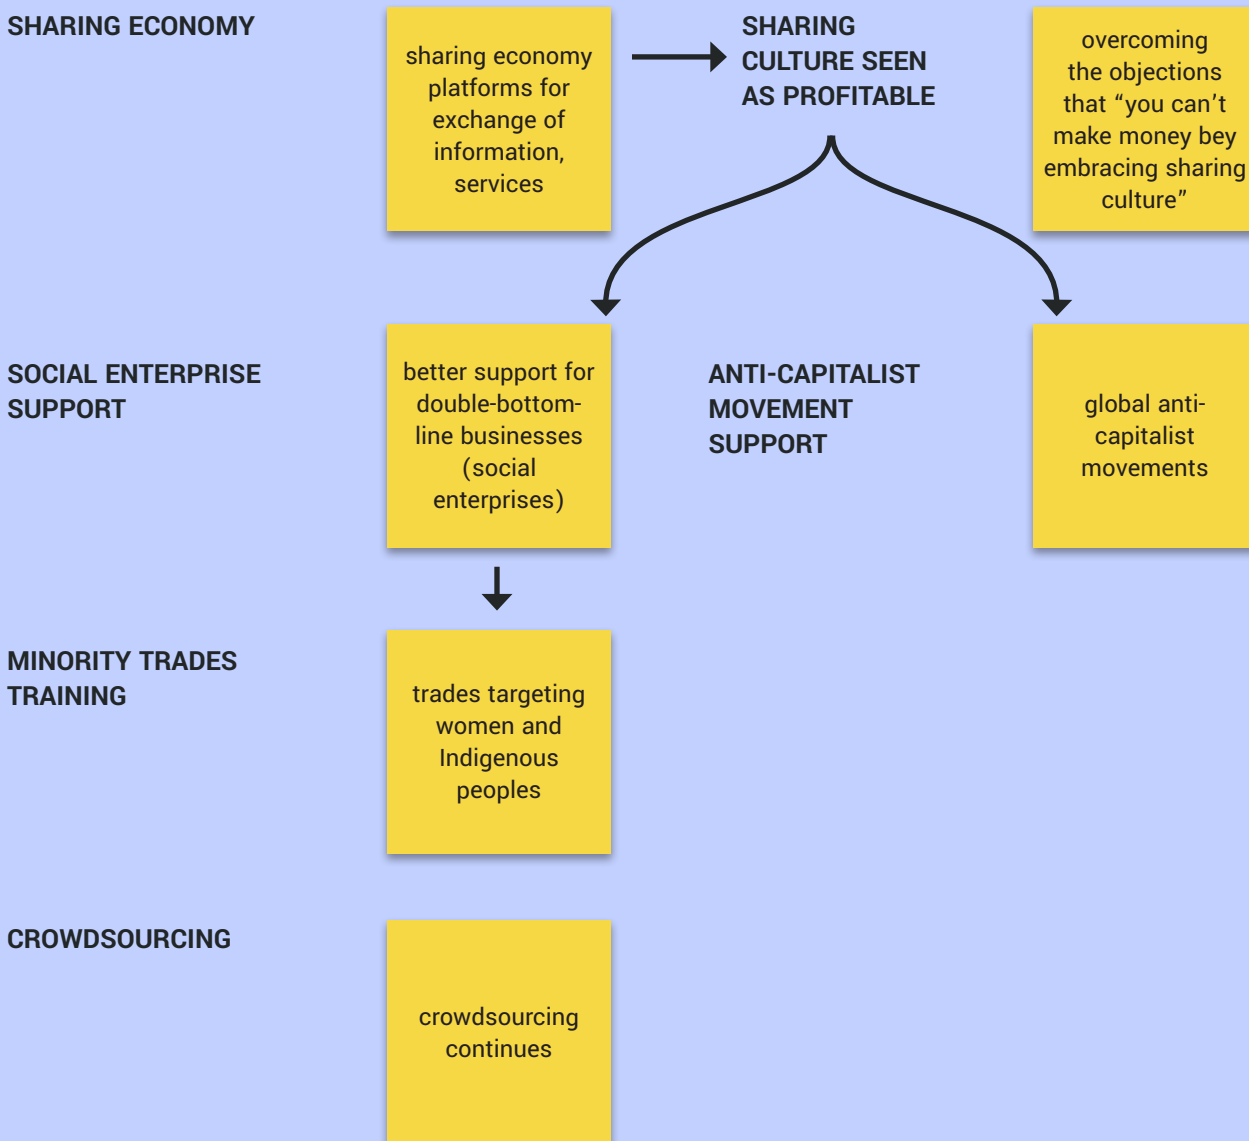 SHARING ECONOMY
sharing economy
platforms for
exchange of
information,
services
SHARING
CULTURE SEEN
AS PROFITABLE
overcoming
the objections
that “you can’t
make money bey
embracing sharing
culture”
SOCIAL ENTERPRISE
SUPPORT
better support for
double-bottom-
line businesses
(social
enterprises)
ANTI-CAPITALIST
MOVEMENT
SUPPORT
global anti-
capitalist
movements
MINORITY TRADES
TRAINING
trades targeting
women and
Indigenous
peoples
CROWDSOURCING
crowdsourcing
continues